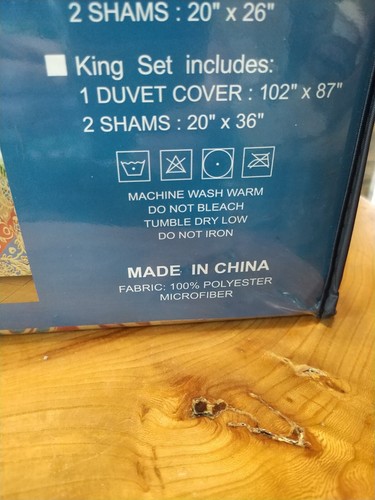 2 SHAMS : 20" x 26"
King Set includes:
1 DUVET COVER : 102" x 87"
2 SHAMS : 20" x 36"
MACHINE WASH WARM
DO NOT BLEACH
TUMBLE DRY LOW
DO NOT IRON
MADE IN CHINA
FABRIC: 100% POLYESTER
MICROFIBER